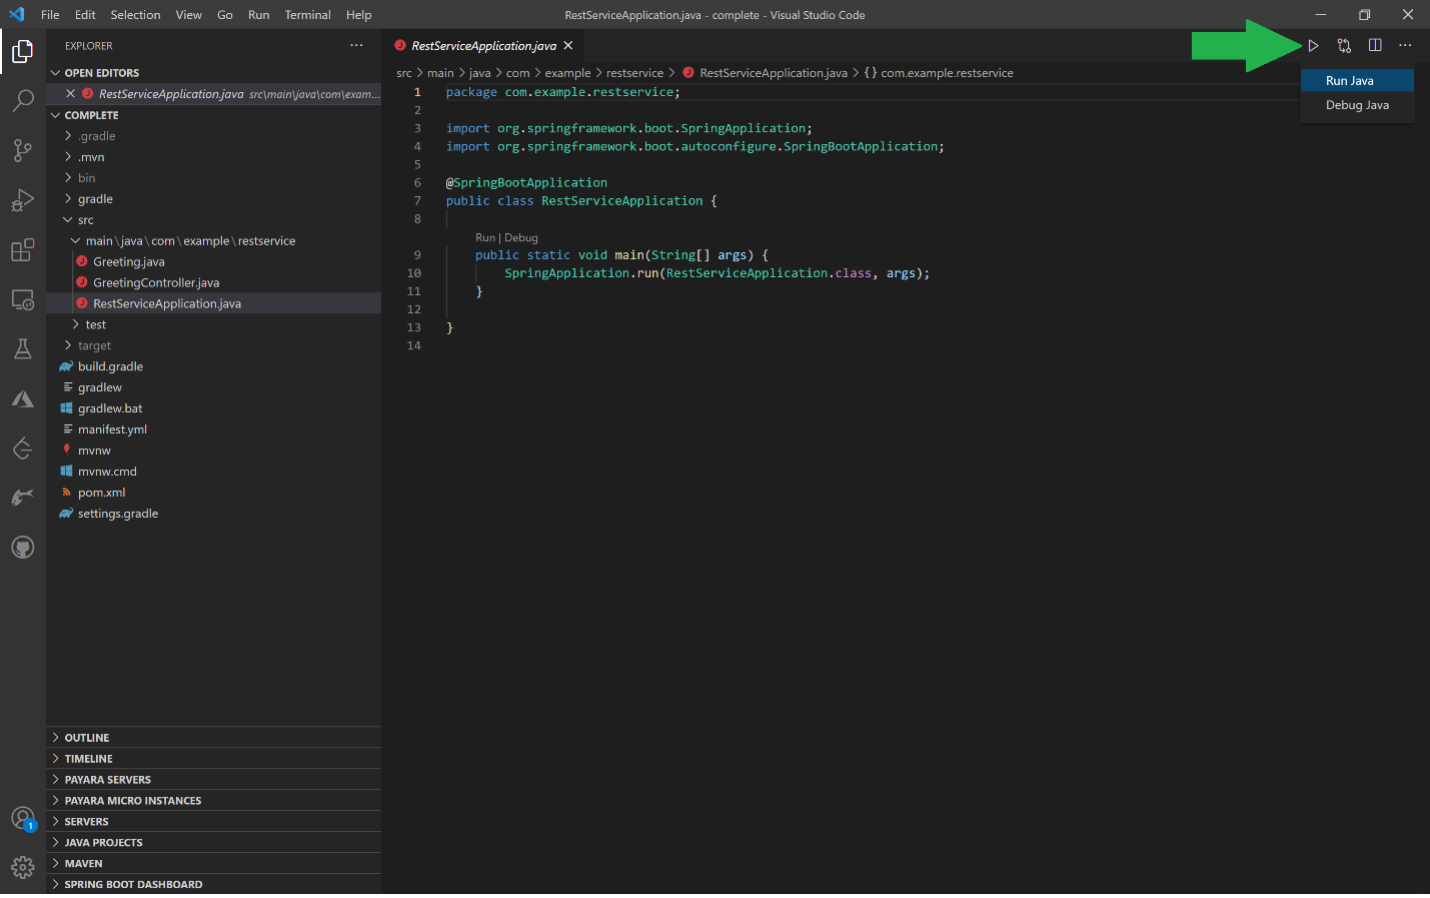 File Edit Selection View Go Run Terminal Help
RestServiceApplication.java - complete - Visual Studio Code
EXPLORER
OPEN EDITORS
RestServiceApplication.java src\main\java\com\exam...
COMPLETE
.gradle
.mvn
bin
gradle
src
main\java\com\example\restservice
Greeting.java
GreetingController.java
RestServiceApplication.java
test
target
build.gradle
gradlew
gradlew.bat
manifest.yml
mvnw
mvnw.cmd
pom.xml
settings.gradle
OUTLINE
TIMELINE
PAYARA SERVERS
PAYARA MICRO INSTANCES
SERVERS
JAVA PROJECTS
MAVEN
SPRING BOOT DASHBOARD
1
RestServiceApplication.java
src > main > java > com > example > restservice > RestServiceApplication.java > {} com.example.restservice
1 package com.example.restservice;
2
3 import org.springframework.boot.SpringApplication;
4 import org.springframework.boot.autoconfigure.SpringBootApplication;
5
6 @SpringBootApplication
7 public class RestServiceApplication {
8
Run | Debug
9 public static void main(String[] args) {
10 SpringApplication.run(RestServiceApplication.class, args);
11 }
12
13 }
14
Run Java
Debug Java